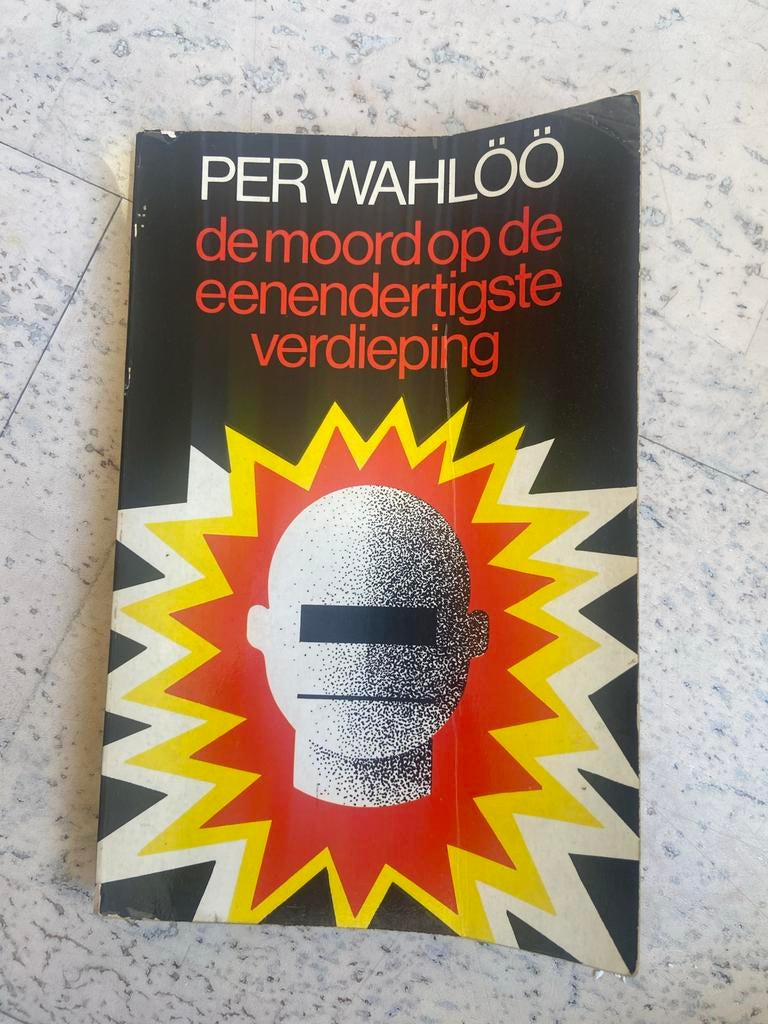 PER WAHLÖÖ
de moord op de
eenendertigste
verdieping